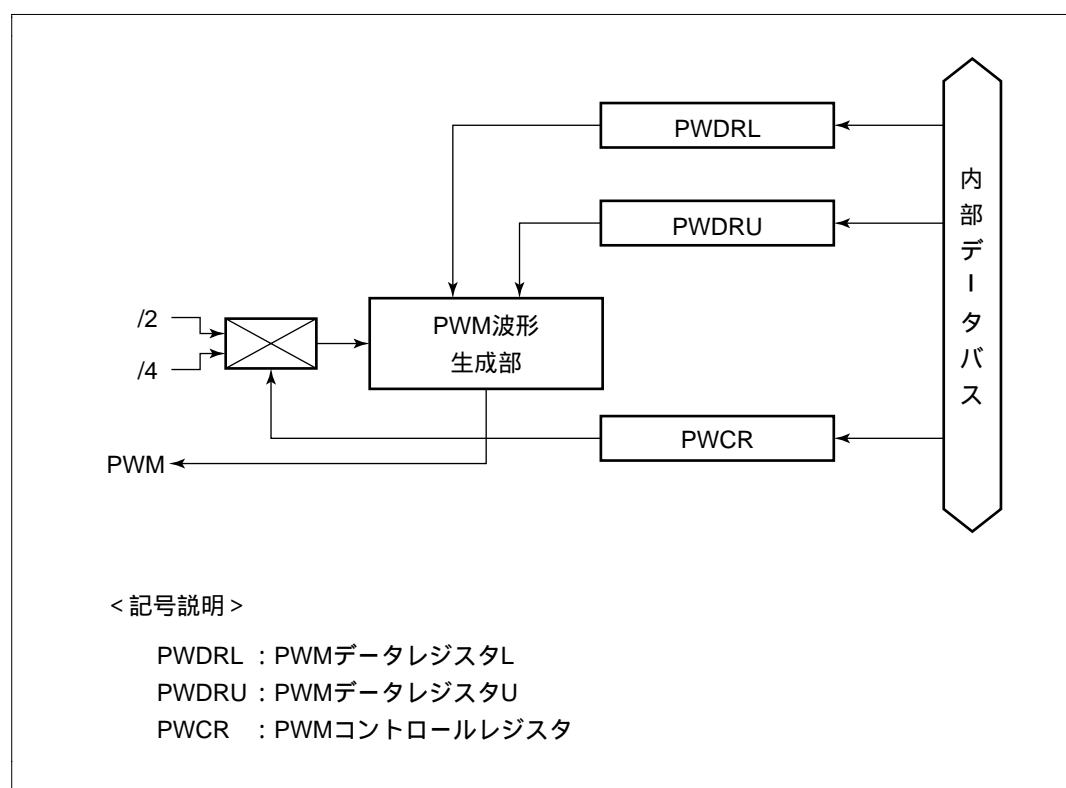 PWDRL
PWDRU
内部データバス
/2
/4
PWM波形
生成部
PWCR
PWM
<記号説明>
PWDRL :PWMデータレジスタL
PWDRU :PWMデータレジスタU
PWCR :PWMコントロールレジスタ